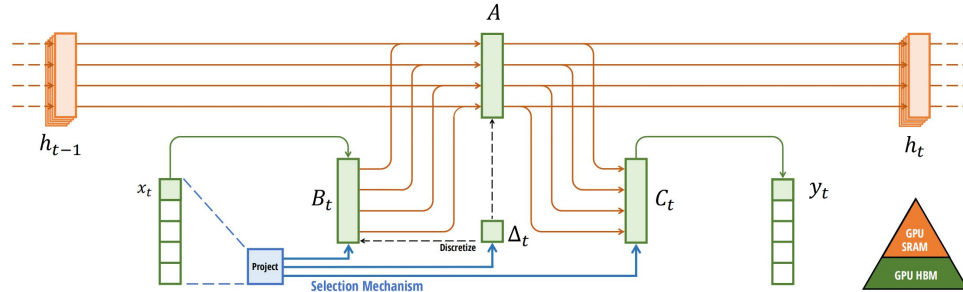 A
h_{t-1}
h_t
x_t
B_t
Δ_t
C_t
y_t
Discretize
Project
Selection Mechanism
GPU
SRAM
GPU HBM